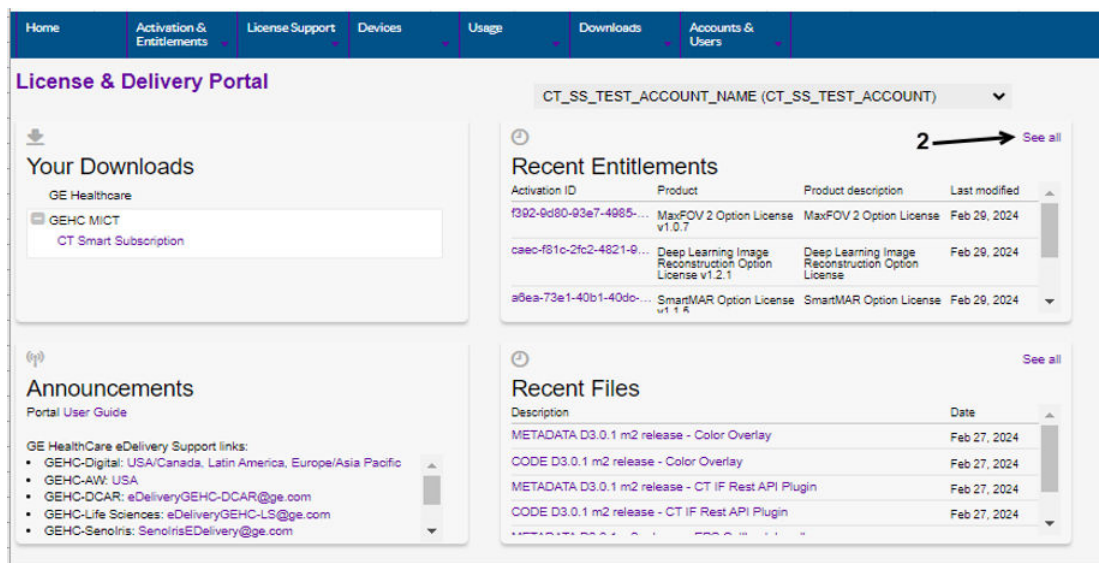 Home
Activation & Entitlements
License Support
Devices
Usage
Downloads
Accounts & Users
License & Delivery Portal
CT_SS_TEST_ACCOUNT_NAME (CT_SS_TEST_ACCOUNT)
Your Downloads
GE Healthcare
GEHC MICT
CT Smart Subscription
2
See all
Recent Entitlements
Activation ID Product Product description Last modified
f392-9d80-93e7-4985-... MaxFOV 2 Option License MaxFOV 2 Option License Feb 29, 2024
v1.0.7
caec-f81c-2fc2-4821-9... Deep Learning Image Deep Learning Image Feb 29, 2024
Reconstruction Option Reconstruction Option
License v1.2.1 License
a6ea-73e1-40b1-40dc-... SmartMAR Option License SmartMAR Option License Feb 29, 2024
v1.1.5
Announcements
Portal User Guide
GE HealthCare eDelivery Support links:
• GEHC-Digital: USA/Canada, Latin America, Europe/Asia Pacific
• GEHC-AW: USA
• GEHC-DCAR: eDeliveryGEHC-DCAR@ge.com
• GEHC-Life Sciences: eDeliveryGEHC-LS@ge.com
• GEHC-SenoIris: SenoIrisEDelivery@ge.com
See all
Recent Files
Description Date
METADATA D3.0.1 m2 release - Color Overlay Feb 27, 2024
CODE D3.0.1 m2 release - Color Overlay Feb 27, 2024
METADATA D3.0.1 m2 release - CT IF Rest API Plugin Feb 27, 2024
CODE D3.0.1 m2 release - CT IF Rest API Plugin Feb 27, 2024